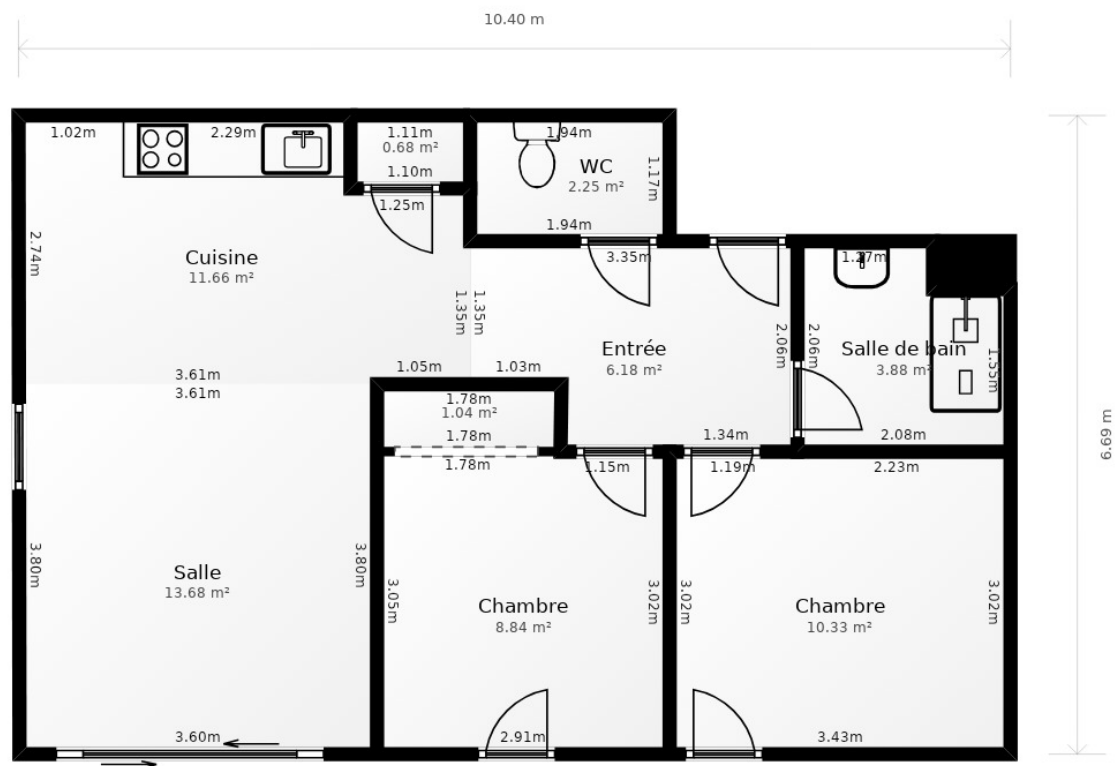 10.40 m
1.02m
2.29m
1.11m
0.68 m²
1.10m
1.94m
WC
2.25 m²
1.17m
1.94m
1.25m
2.74m
Cuisine
11.66 m²
3.35m
1.27m
1.35m
1.35m
Entrée
6.18 m²
2.06m
2.06m
Salle de bain
3.88 m²
1.55m
3.61m
3.61m
1.05m
1.03m
1.78m
1.04 m²
1.78m
1.78m
1.34m
2.08m
1.15m
1.19m
2.23m
6.99 m
3.80m
Salle
13.68 m²
3.80m
3.05m
Chambre
8.84 m²
3.02m
3.02m
Chambre
10.33 m²
3.02m
3.60m
2.91m
3.43m